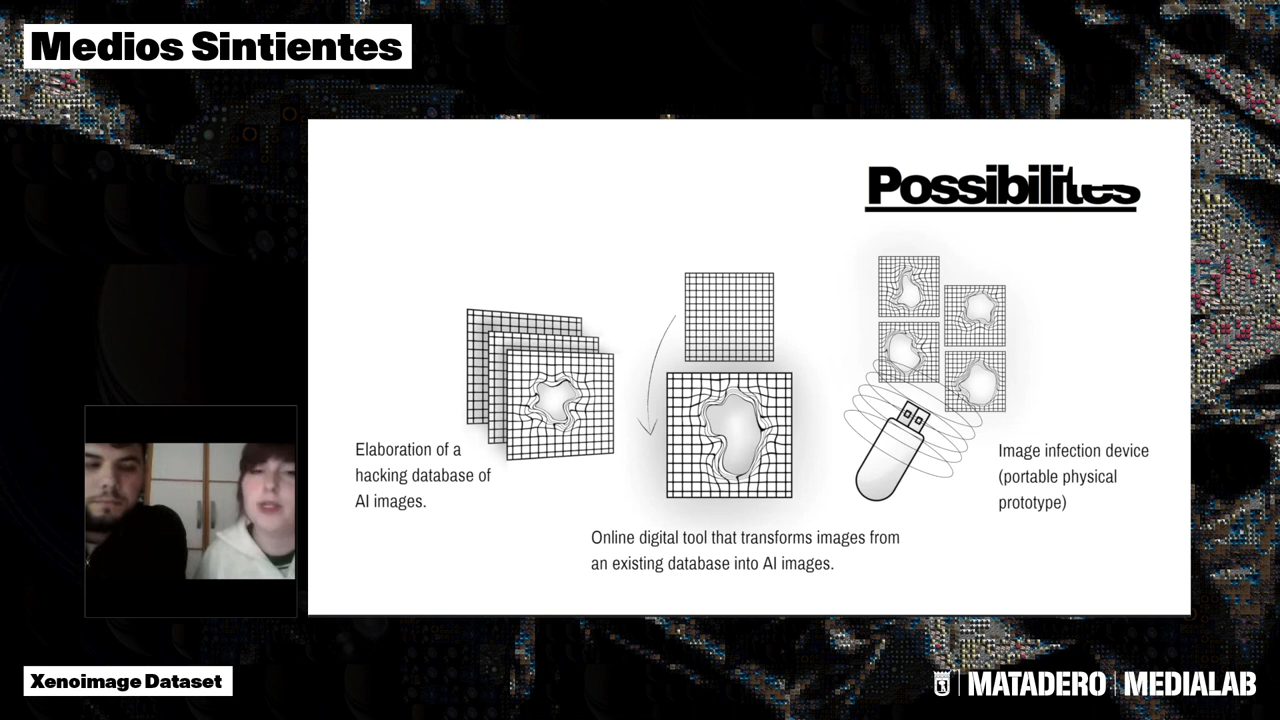 Medios Sintientes
Possibilites
Elaboration of a
hacking database of
AI images.
Online digital tool that transforms images from
an existing database into AI images.
Image infection device
(portable physical
prototype)
Xenoimage Dataset
MATADERO MEDIALAB